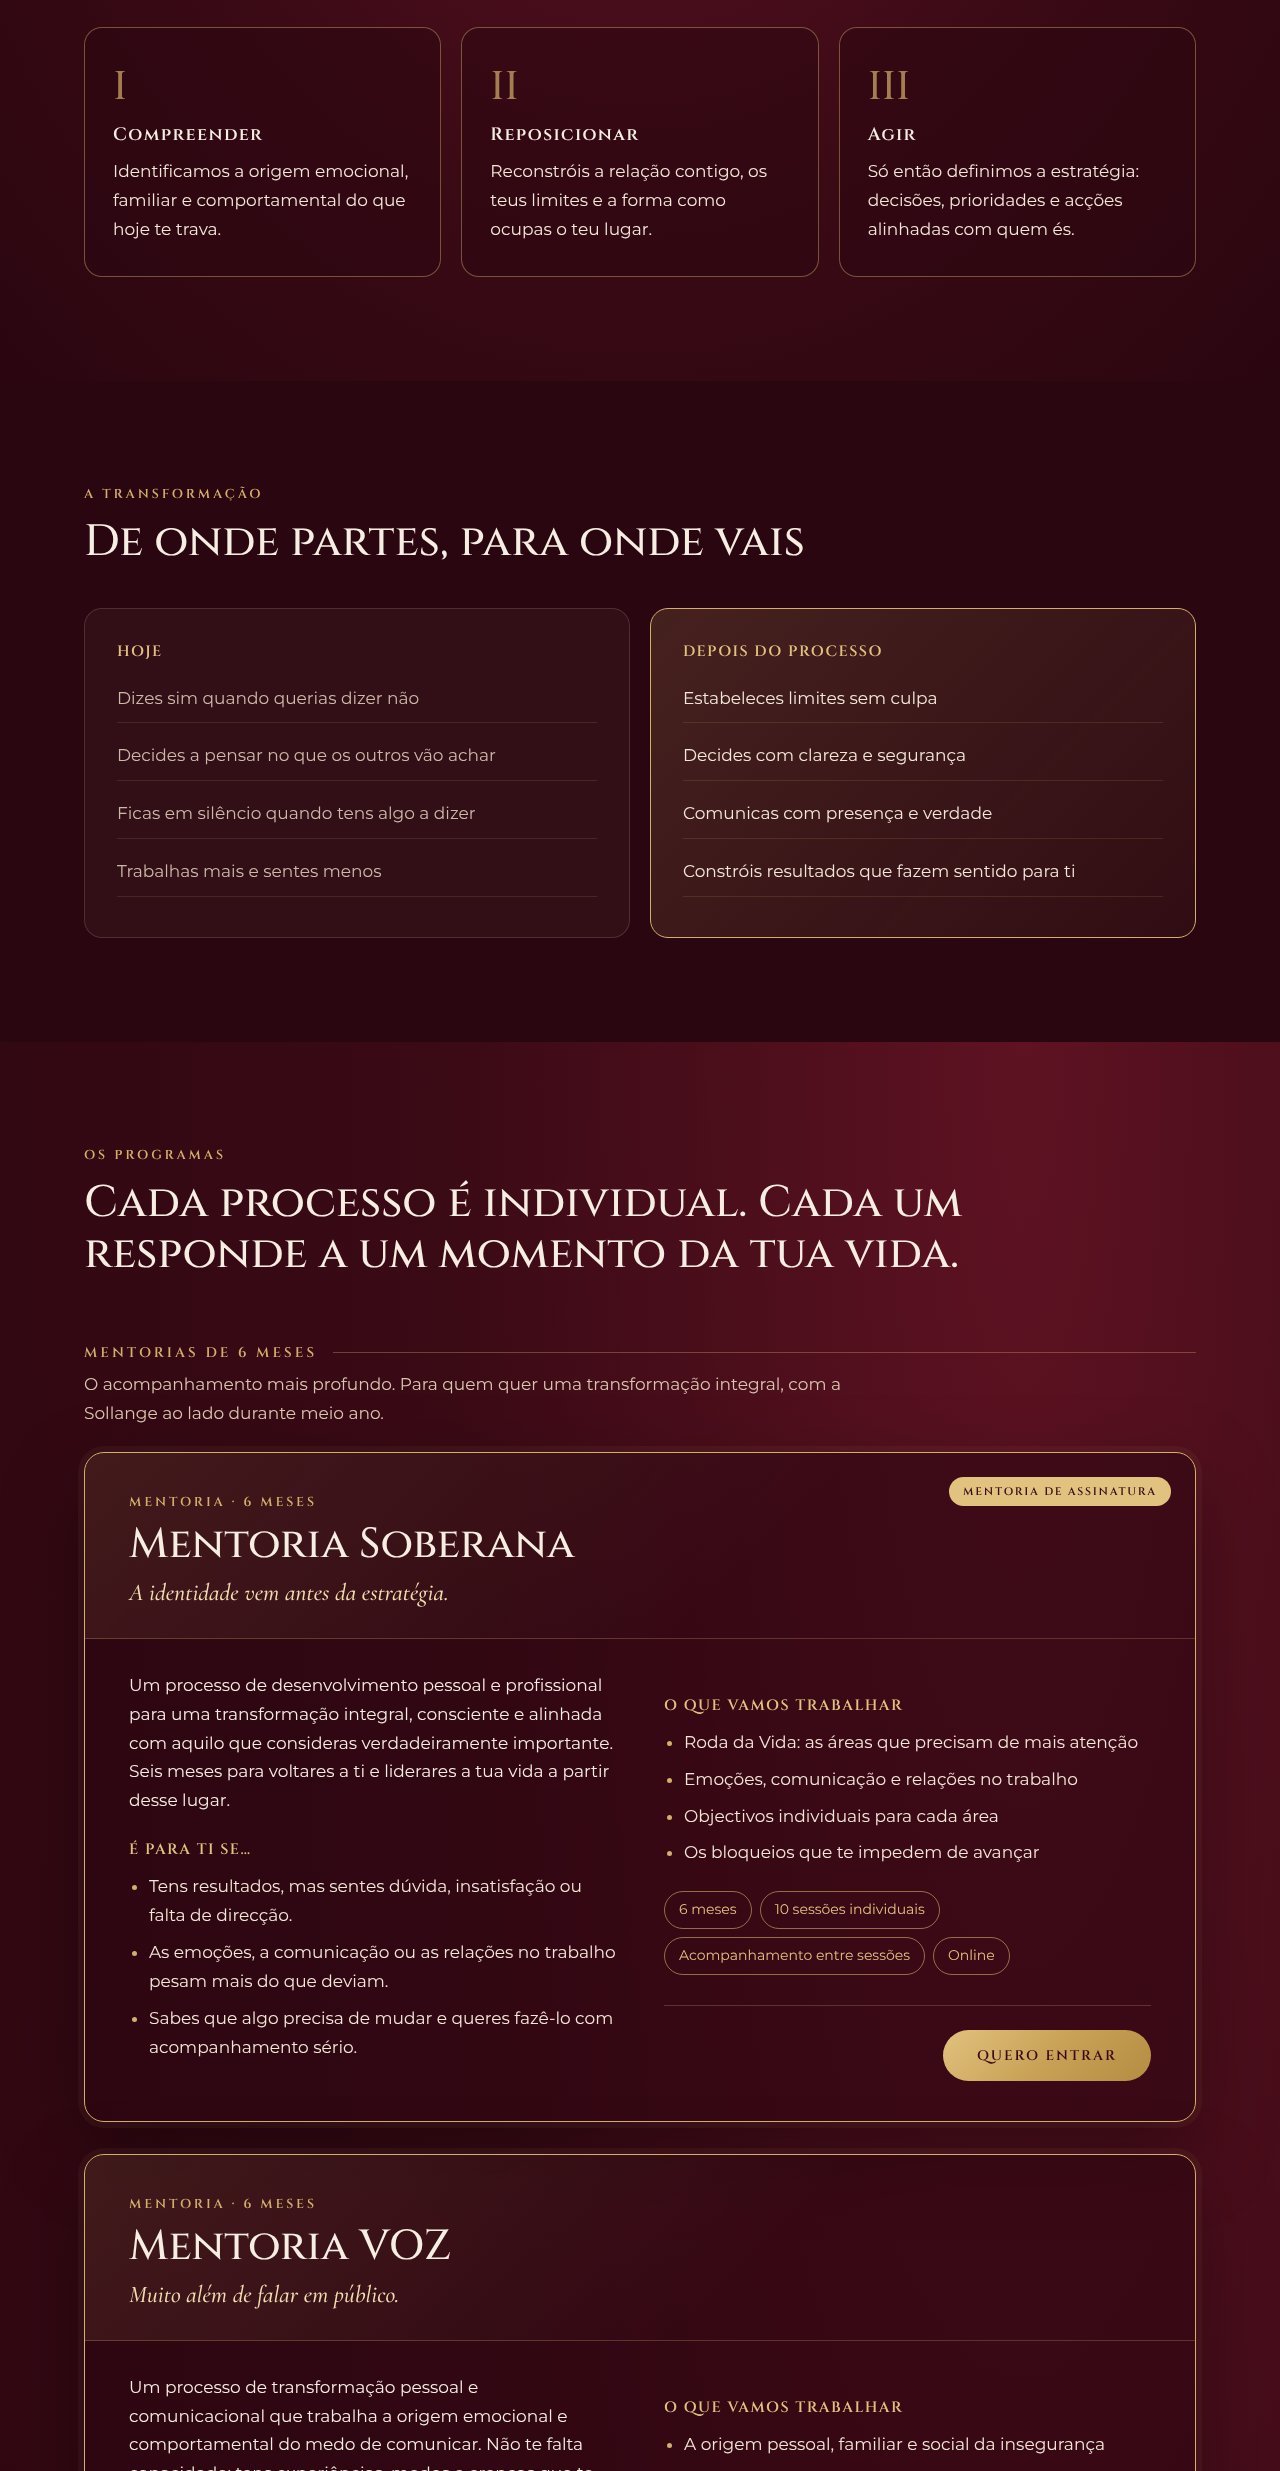 I
Compreender
Identificamos a origem emocional,
familiar e comportamental do que
hoje te trava.
II
Reposicionar
Reconstróis a relação contigo, os
teus limites e a forma como
ocupas o teu lugar.
III
Agir
Só então definimos a estratégia:
decisões, prioridades e acções
alinhadas com quem és.
A TRANSFORMAÇÃO
De onde partes, para onde vais
HOJE
Dizes sim quando querias dizer não
Decides a pensar no que os outros vão achar
Ficas em silêncio quando tens algo a dizer
Trabalhas mais e sentes menos
DEPOIS DO PROCESSO
Estabeleces limites sem culpa
Decides com clareza e segurança
Comunicas com presença e verdade
Constróis resultados que fazem sentido para ti
OS PROGRAMAS
Cada processo é individual. Cada um
responde a um momento da tua vida.
MENTORIAS DE 6 MESES
O acompanhamento mais profundo. Para quem quer uma transformação integral, com a
Sollange ao lado durante meio ano.
MENTORIA · 6 MESES
MENTORIA DE ASSINATURA
Mentoria Soberana
A identidade vem antes da estratégia.
Um processo de desenvolvimento pessoal e profissional
para uma transformação integral, consciente e alinhada
com aquilo que consideras verdadeiramente importante.
Seis meses para voltares a ti e liderares a tua vida a partir
desse lugar.
É PARA TI SE…
• Tens resultados, mas sentes dúvida, insatisfação ou
falta de direcção.
• As emoções, a comunicação ou as relações no trabalho
pesam mais do que deviam.
• Sabes que algo precisa de mudar e queres fazê-lo com
acompanhamento sério.
O QUE VAMOS TRABALHAR
• Roda da Vida: as áreas que precisam de mais atenção
• Emoções, comunicação e relações no trabalho
• Objectivos individuais para cada área
• Os bloqueios que te impedem de avançar
6 meses
10 sessões individuais
Acompanhamento entre sessões
Online
QUERO ENTRAR
MENTORIA · 6 MESES
Mentoria VOZ
Muito além de falar em público.
Um processo de transformação pessoal e
comunicacional que trabalha a origem emocional e
comportamental do medo de comunicar. Não te falta
O QUE VAMOS TRABALHAR
• A origem pessoal, familiar e social da insegurança